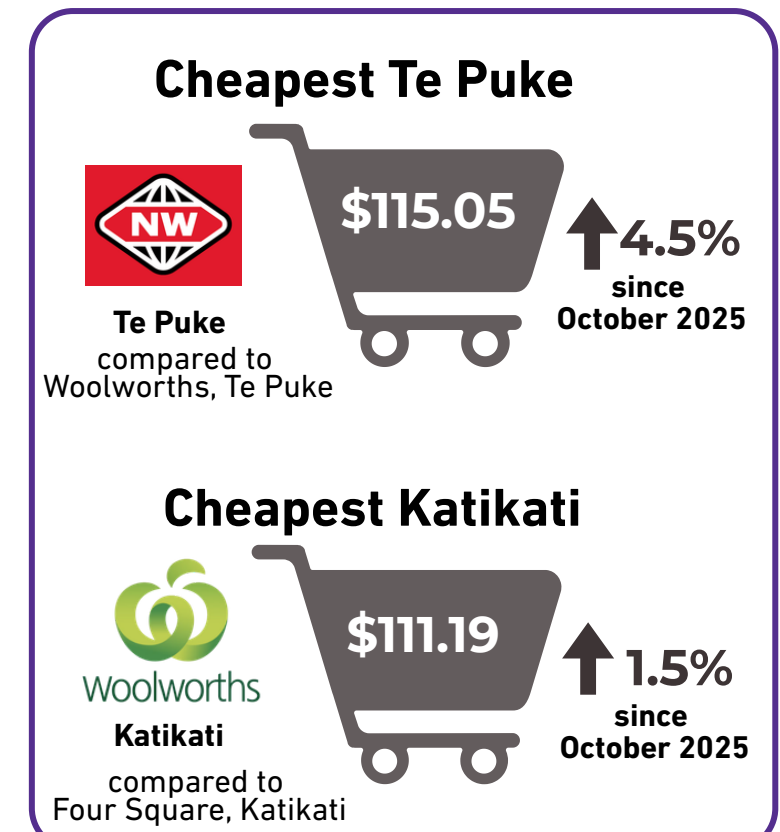 Cheapest Te Puke
NW
$115.05
4.5%
since
October 2025
Te Puke
compared to
Woolworths, Te Puke
Cheapest Katikati
woolworths
$111.19
1.5%
since
October 2025
Katikati
compared to
Four Square, Katikati